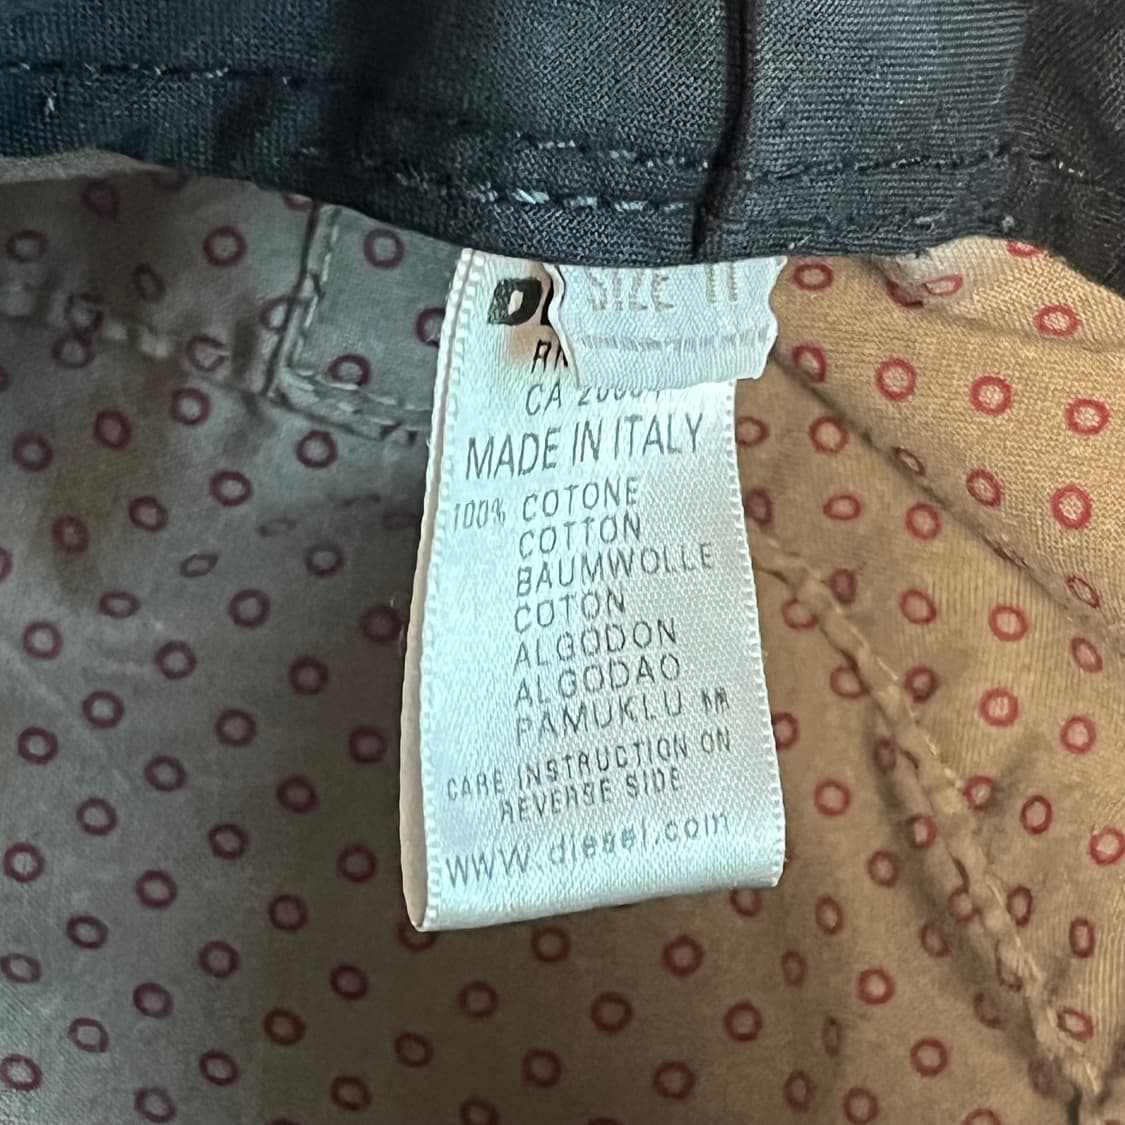 SIZE
MADE IN ITALY
100% COTONE
COTTON
BAUMWOLLE
COTON
ALGODON
ALGODAO
PAMUKLU
CARE INSTRUCTION ON
REVERSE SIDE
WWW.diesel.com